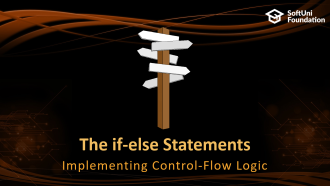 SoftUni
Foundation
The if-else Statements
Implementing Control-Flow Logic